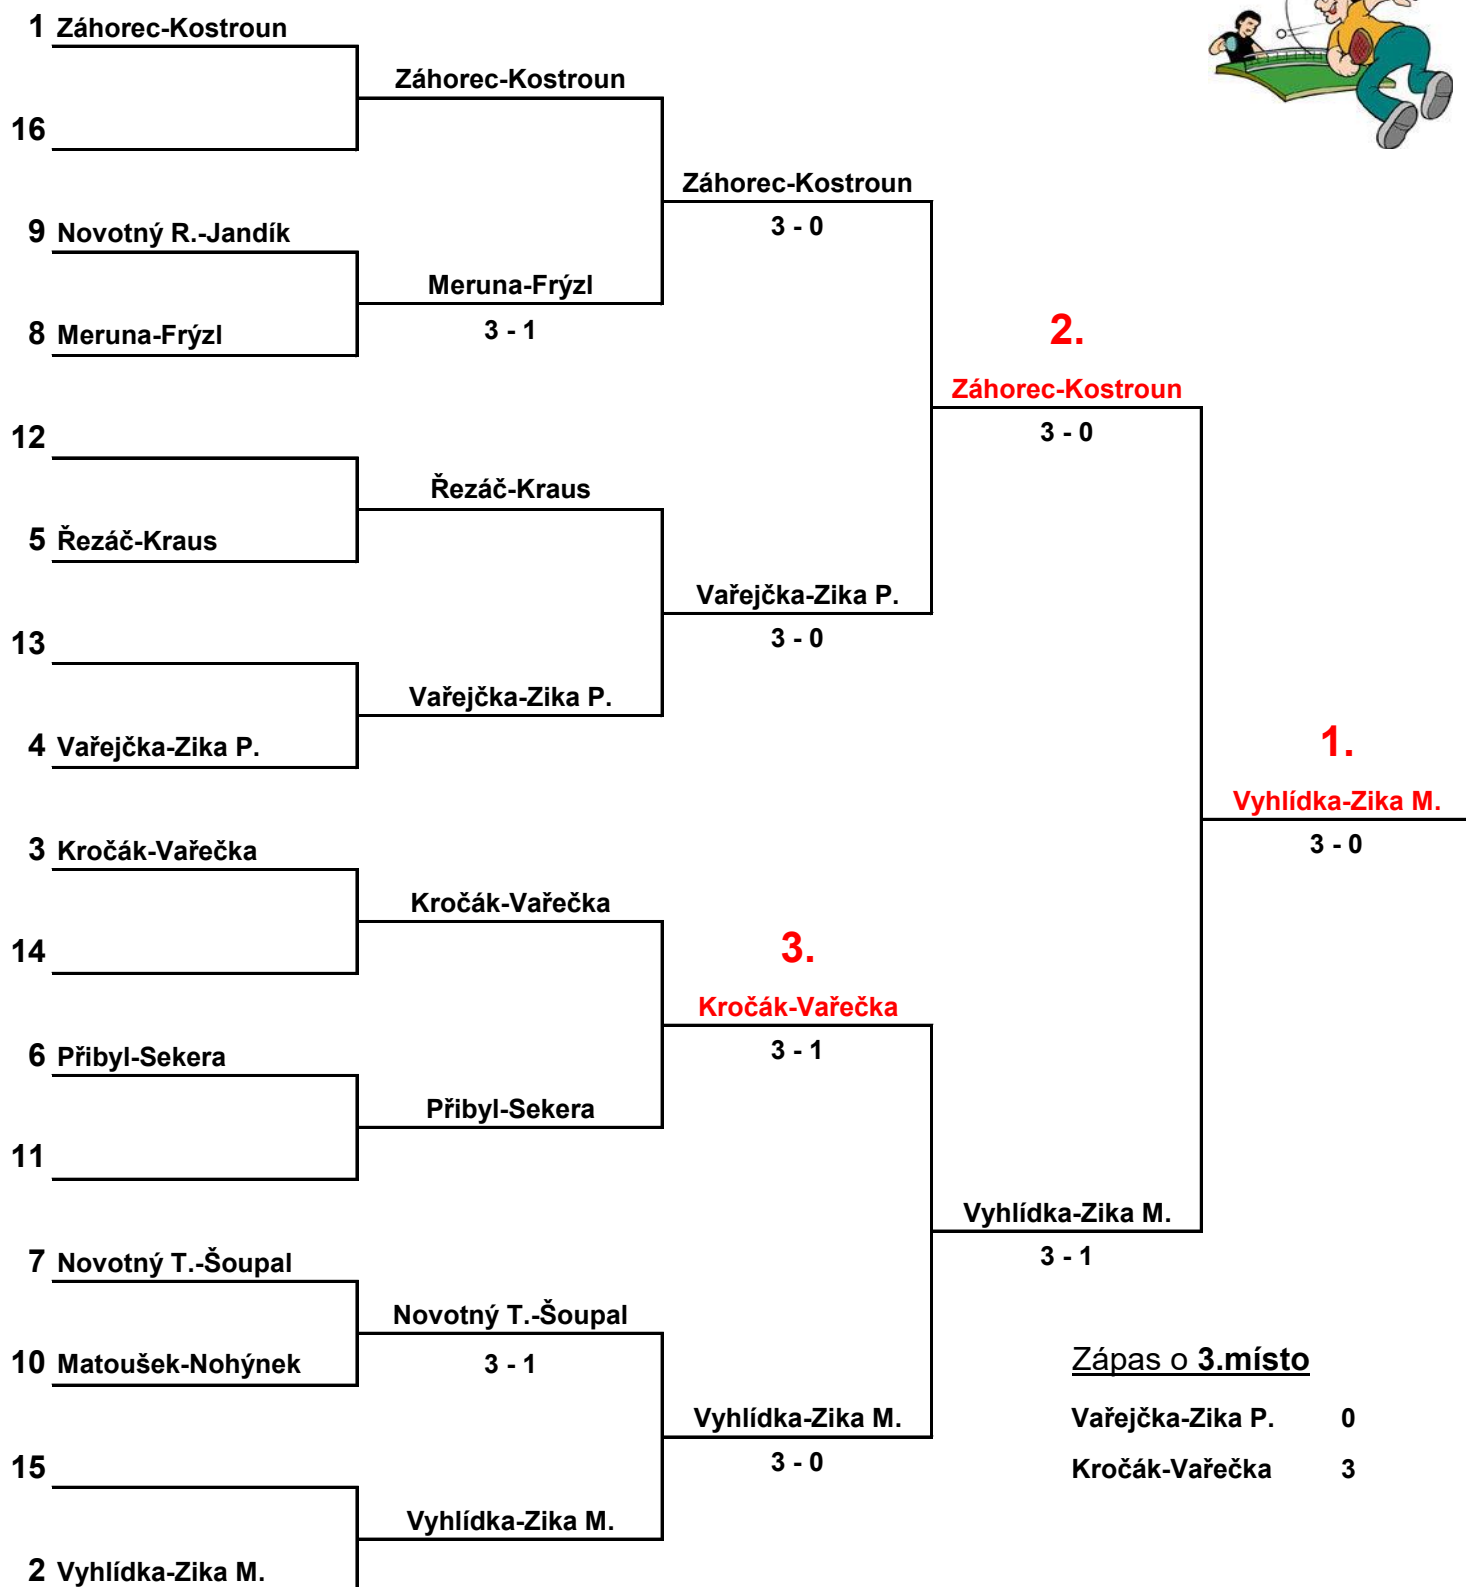 1 Záhorec-Kostroun
Záhorec-Kostroun
16
Záhorec-Kostroun
3 - 0
9 Novotný R.-Jandík
Meruna-Frýzl
3 - 1
8 Meruna-Frýzl
2.
Záhorec-Kostroun
3 - 0
12
Řezáč-Kraus
5 Řezáč-Kraus
Vařejčka-Zika P.
3 - 0
13
Vařejčka-Zika P.
4 Vařejčka-Zika P.
1.
Vyhlídka-Zika M.
3 - 0
3 Kročák-Vařečka
Kročák-Vařečka
14
3.
Kročák-Vařečka
3 - 1
6 Přibyl-Sekera
Přibyl-Sekera
11
Vyhlídka-Zika M.
3 - 1
7 Novotný T.-Šoupal
Novotný T.-Šoupal
3 - 1
10 Matoušek-Nohýnek
Vyhlídka-Zika M.
3 - 0
15
Vyhlídka-Zika M.
2 Vyhlídka-Zika M.
Zápas o 3.místo
Vařejčka-Zika P. 0
Kročák-Vařečka 3